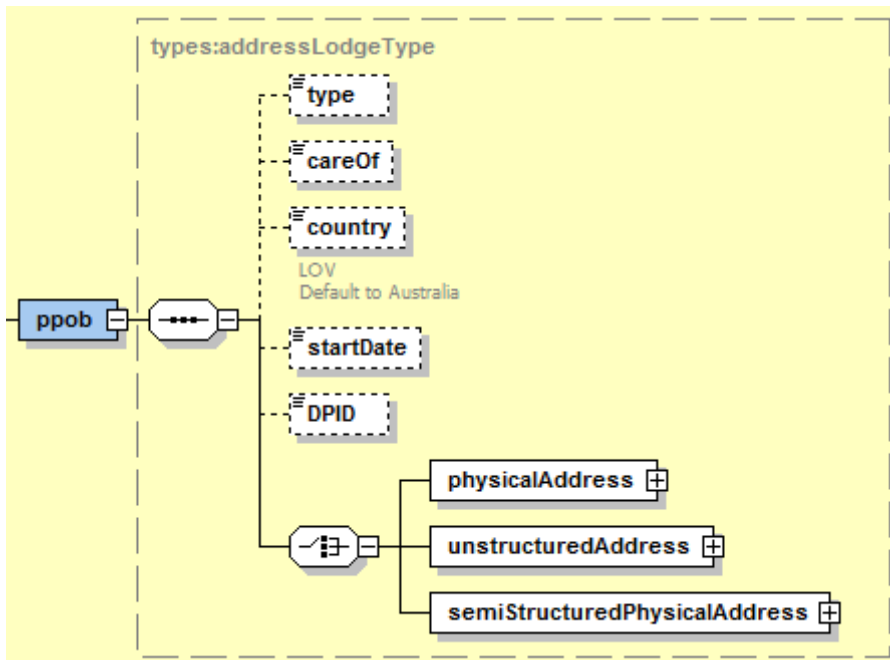 types:addressLodgeType
type
careOf
country
LOV
Default to Australia
ppob
startDate
DPID
physicalAddress
unstructuredAddress
semiStructuredPhysicalAddress